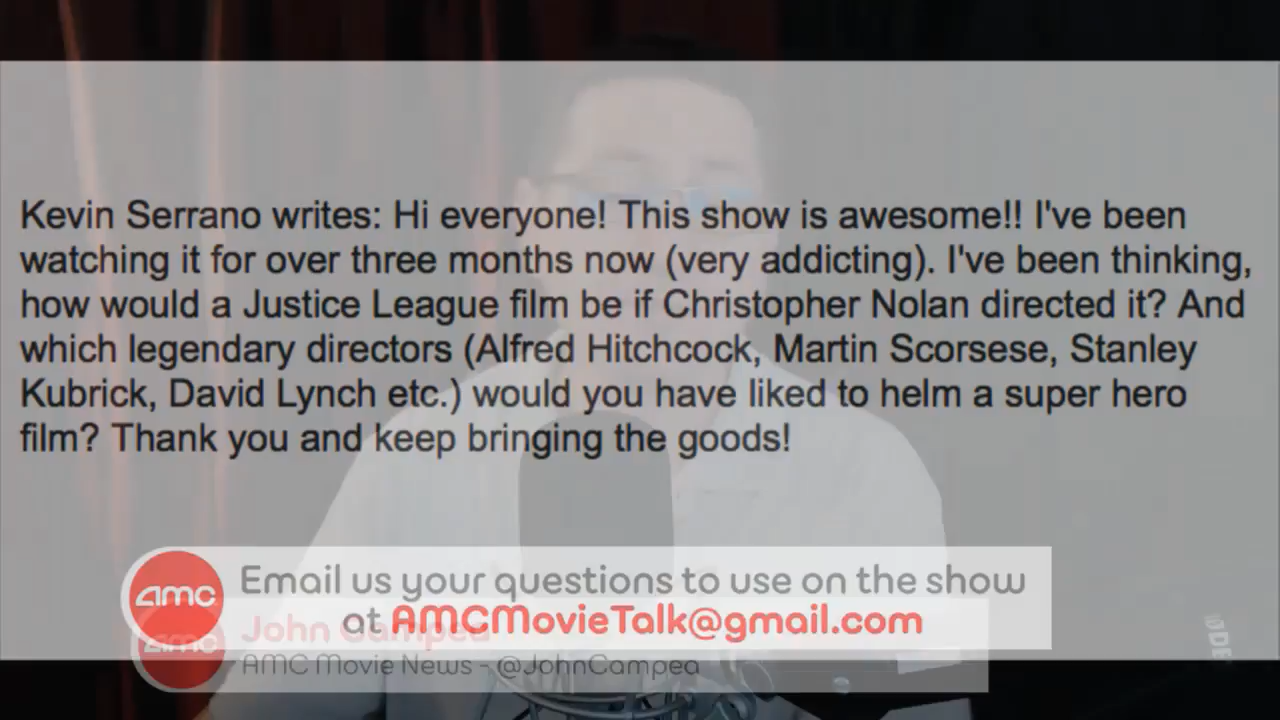 Kevin Serrano writes: Hi everyone! This show is awesome!! I've been
watching it for over three months now (very addicting). I've been thinking,
how would a Justice League film be if Christopher Nolan directed it? And
which legendary directors (Alfred Hitchcock, Martin Scorsese, Stanley
Kubrick, David Lynch etc.) would you have liked to helm a super hero
film? Thank you and keep bringing the goods!
amc
Email us your questions to use on the show
at AMCMovieTalk@gmail.com
amc
John Campea
AMC Movie News - @JohnCampea